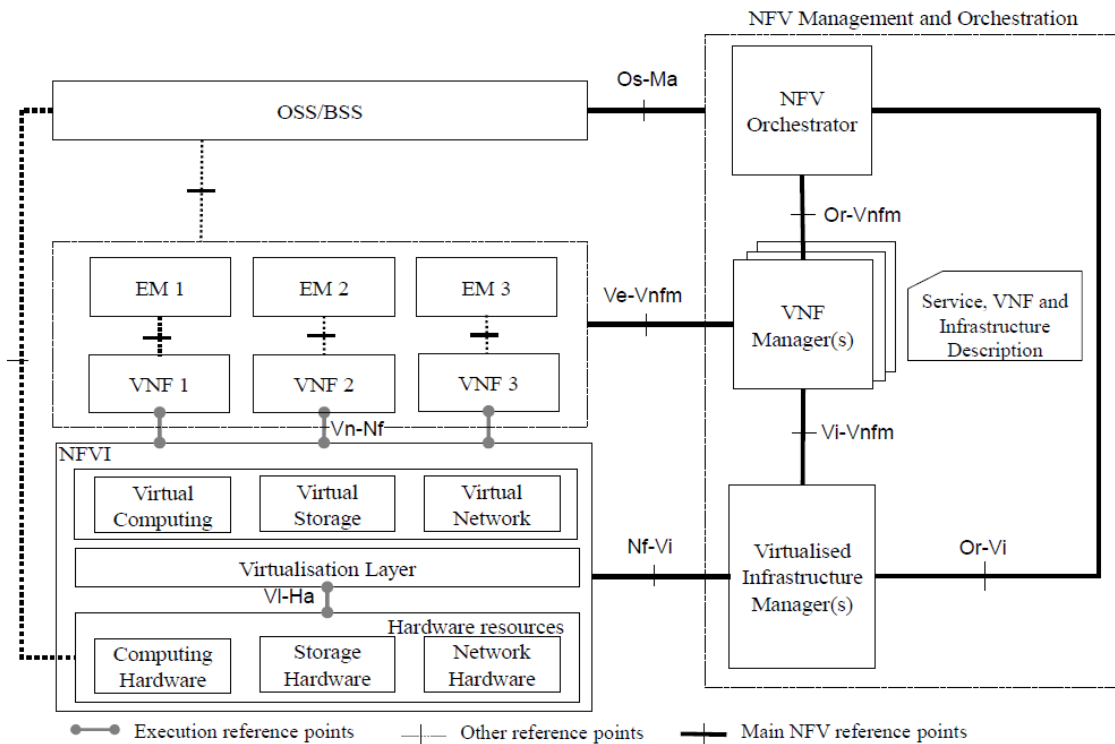 NFV Management and Orchestration
Os-Ma
OSS/BSS
NFV
Orchestrator
Or-Vnfm
EM 1
EM 2
EM 3
Ve-Vnfm
VNF
Manager(s)
Service, VNF and
Infrastructure
Description
VNF 1
VNF 2
VNF 3
Vn-Nf
Vi-Vnfm
NFVI
Virtual
Computing
Virtual
Storage
Virtual
Network
Nf-Vi
Virtualised
Infrastructure
Manager(s)
Or-Vi
Virtualisation Layer
Vl-Ha
Hardware resources
Computing
Hardware
Storage
Hardware
Network
Hardware
Execution reference points
Other reference points
Main NFV reference points